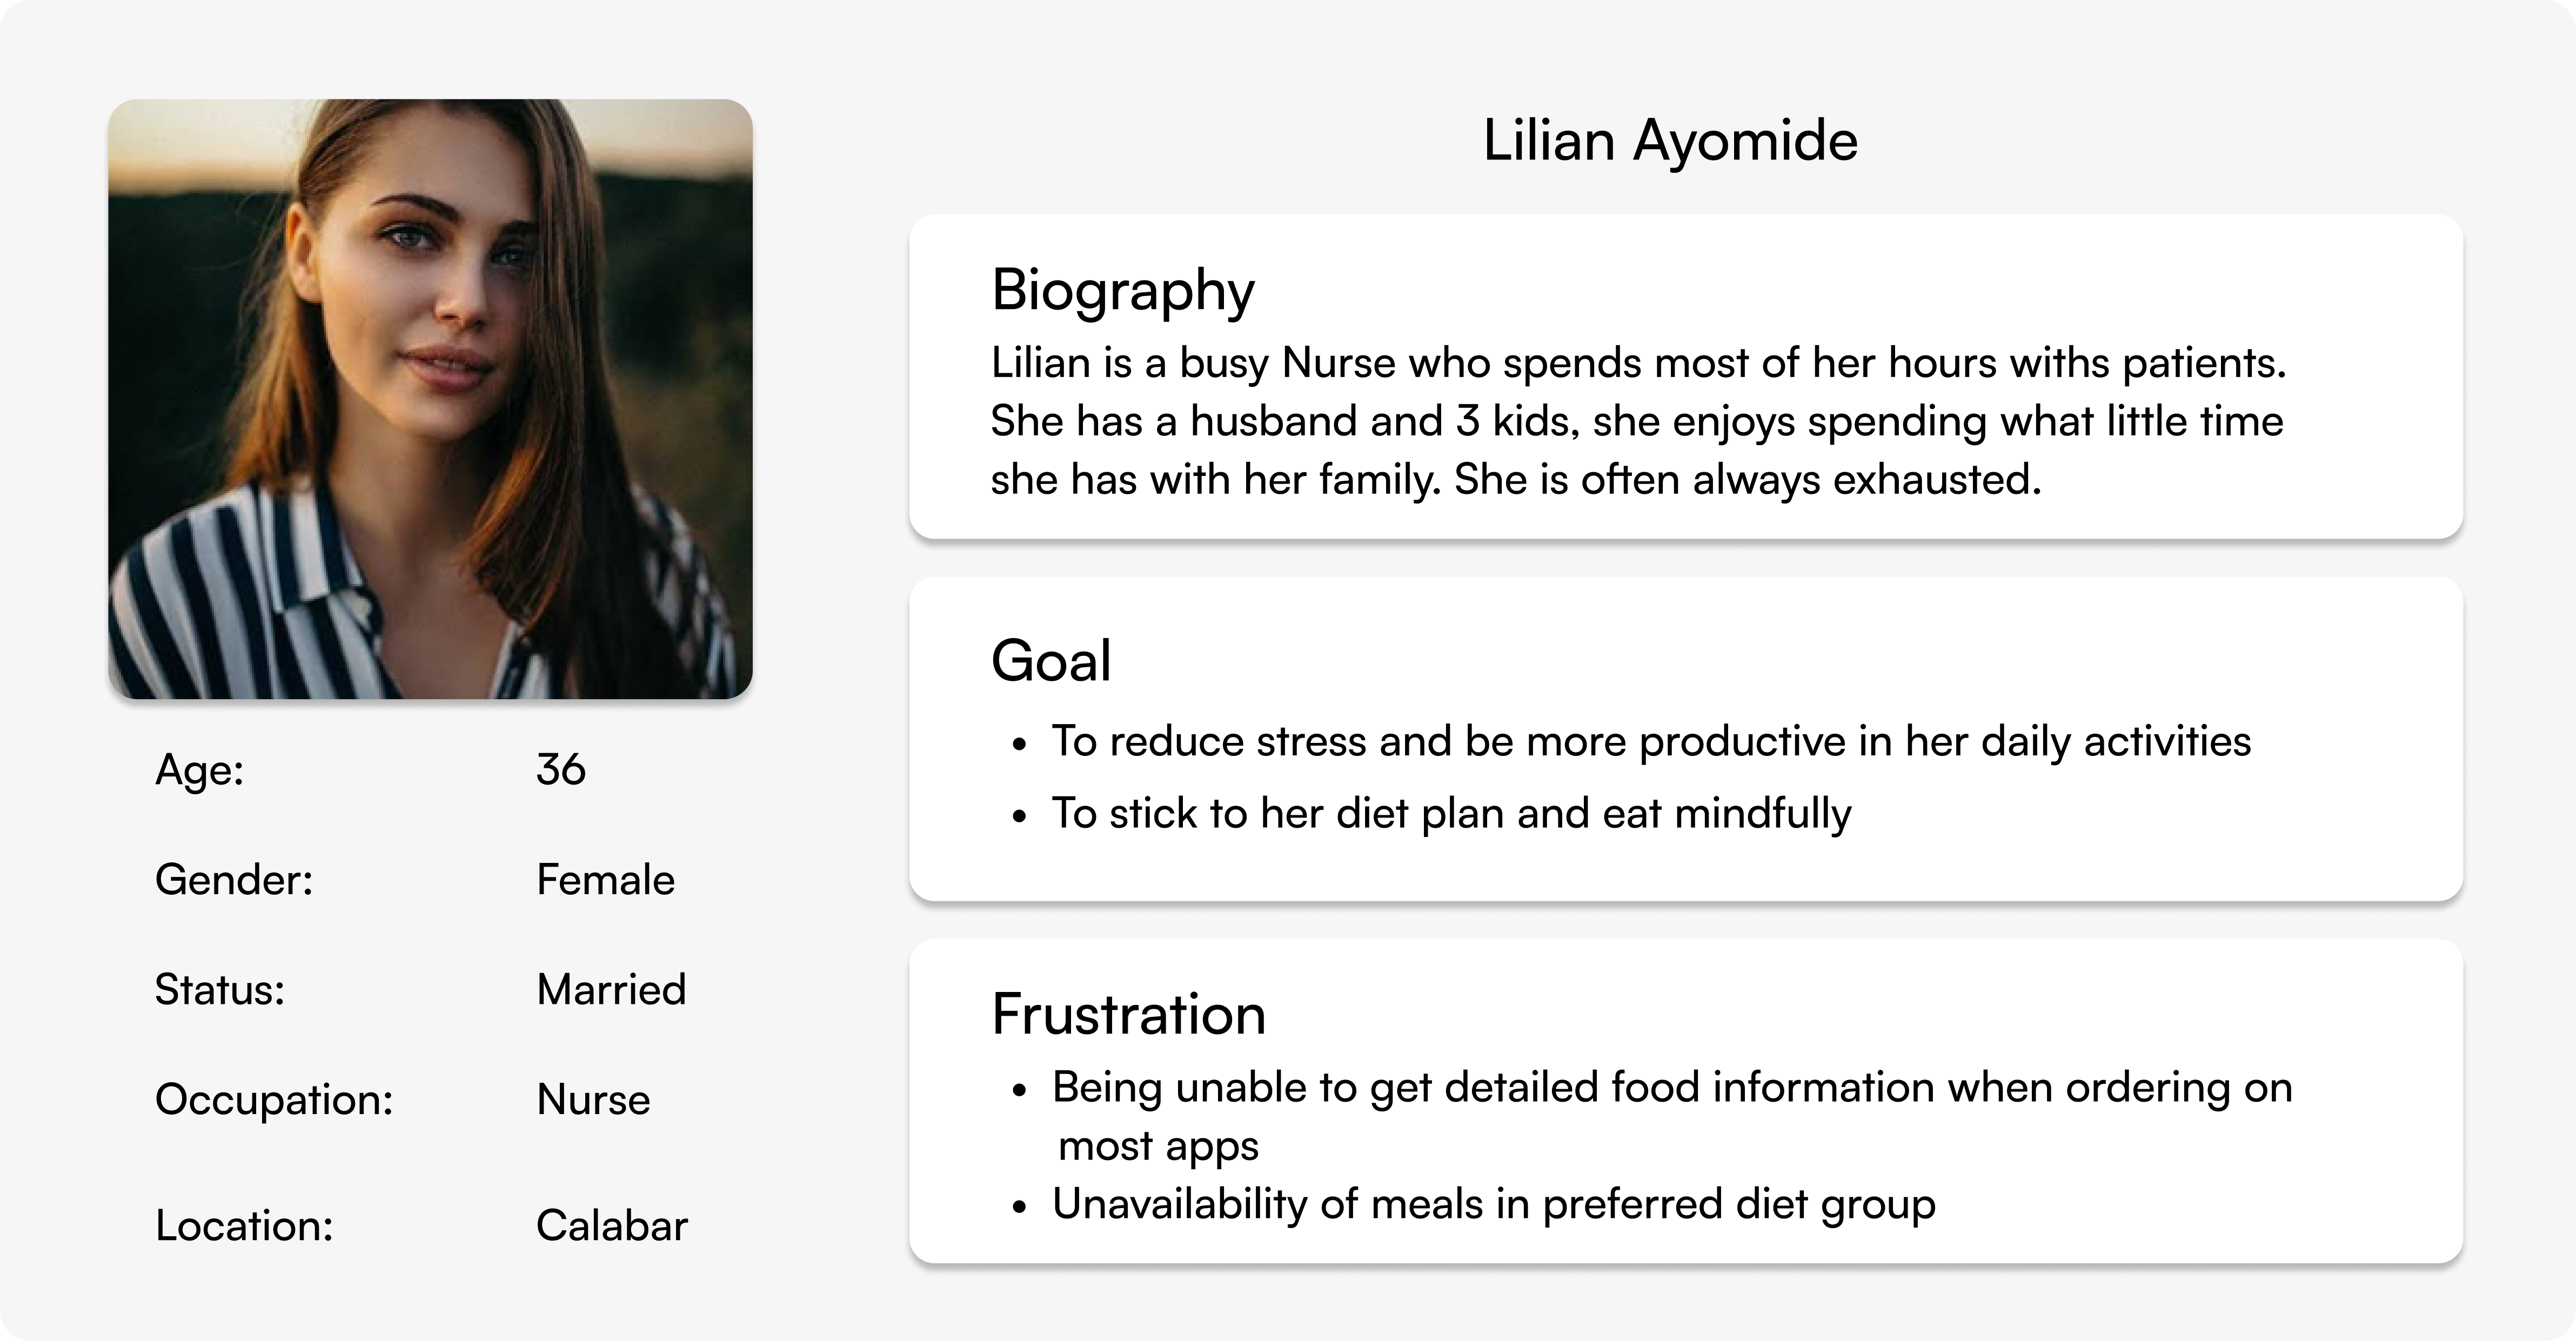 Lilian Ayomide
Biography
Lilian is a busy Nurse who spends most of her hours withs patients.
She has a husband and 3 kids, she enjoys spending what little time
she has with her family. She is often always exhausted.
Goal
• To reduce stress and be more productive in her daily activities
• To stick to her diet plan and eat mindfully
Frustration
• Being unable to get detailed food information when ordering on
most apps
• Unavailability of meals in preferred diet group
Age: 36
Gender: Female
Status: Married
Occupation: Nurse
Location: Calabar